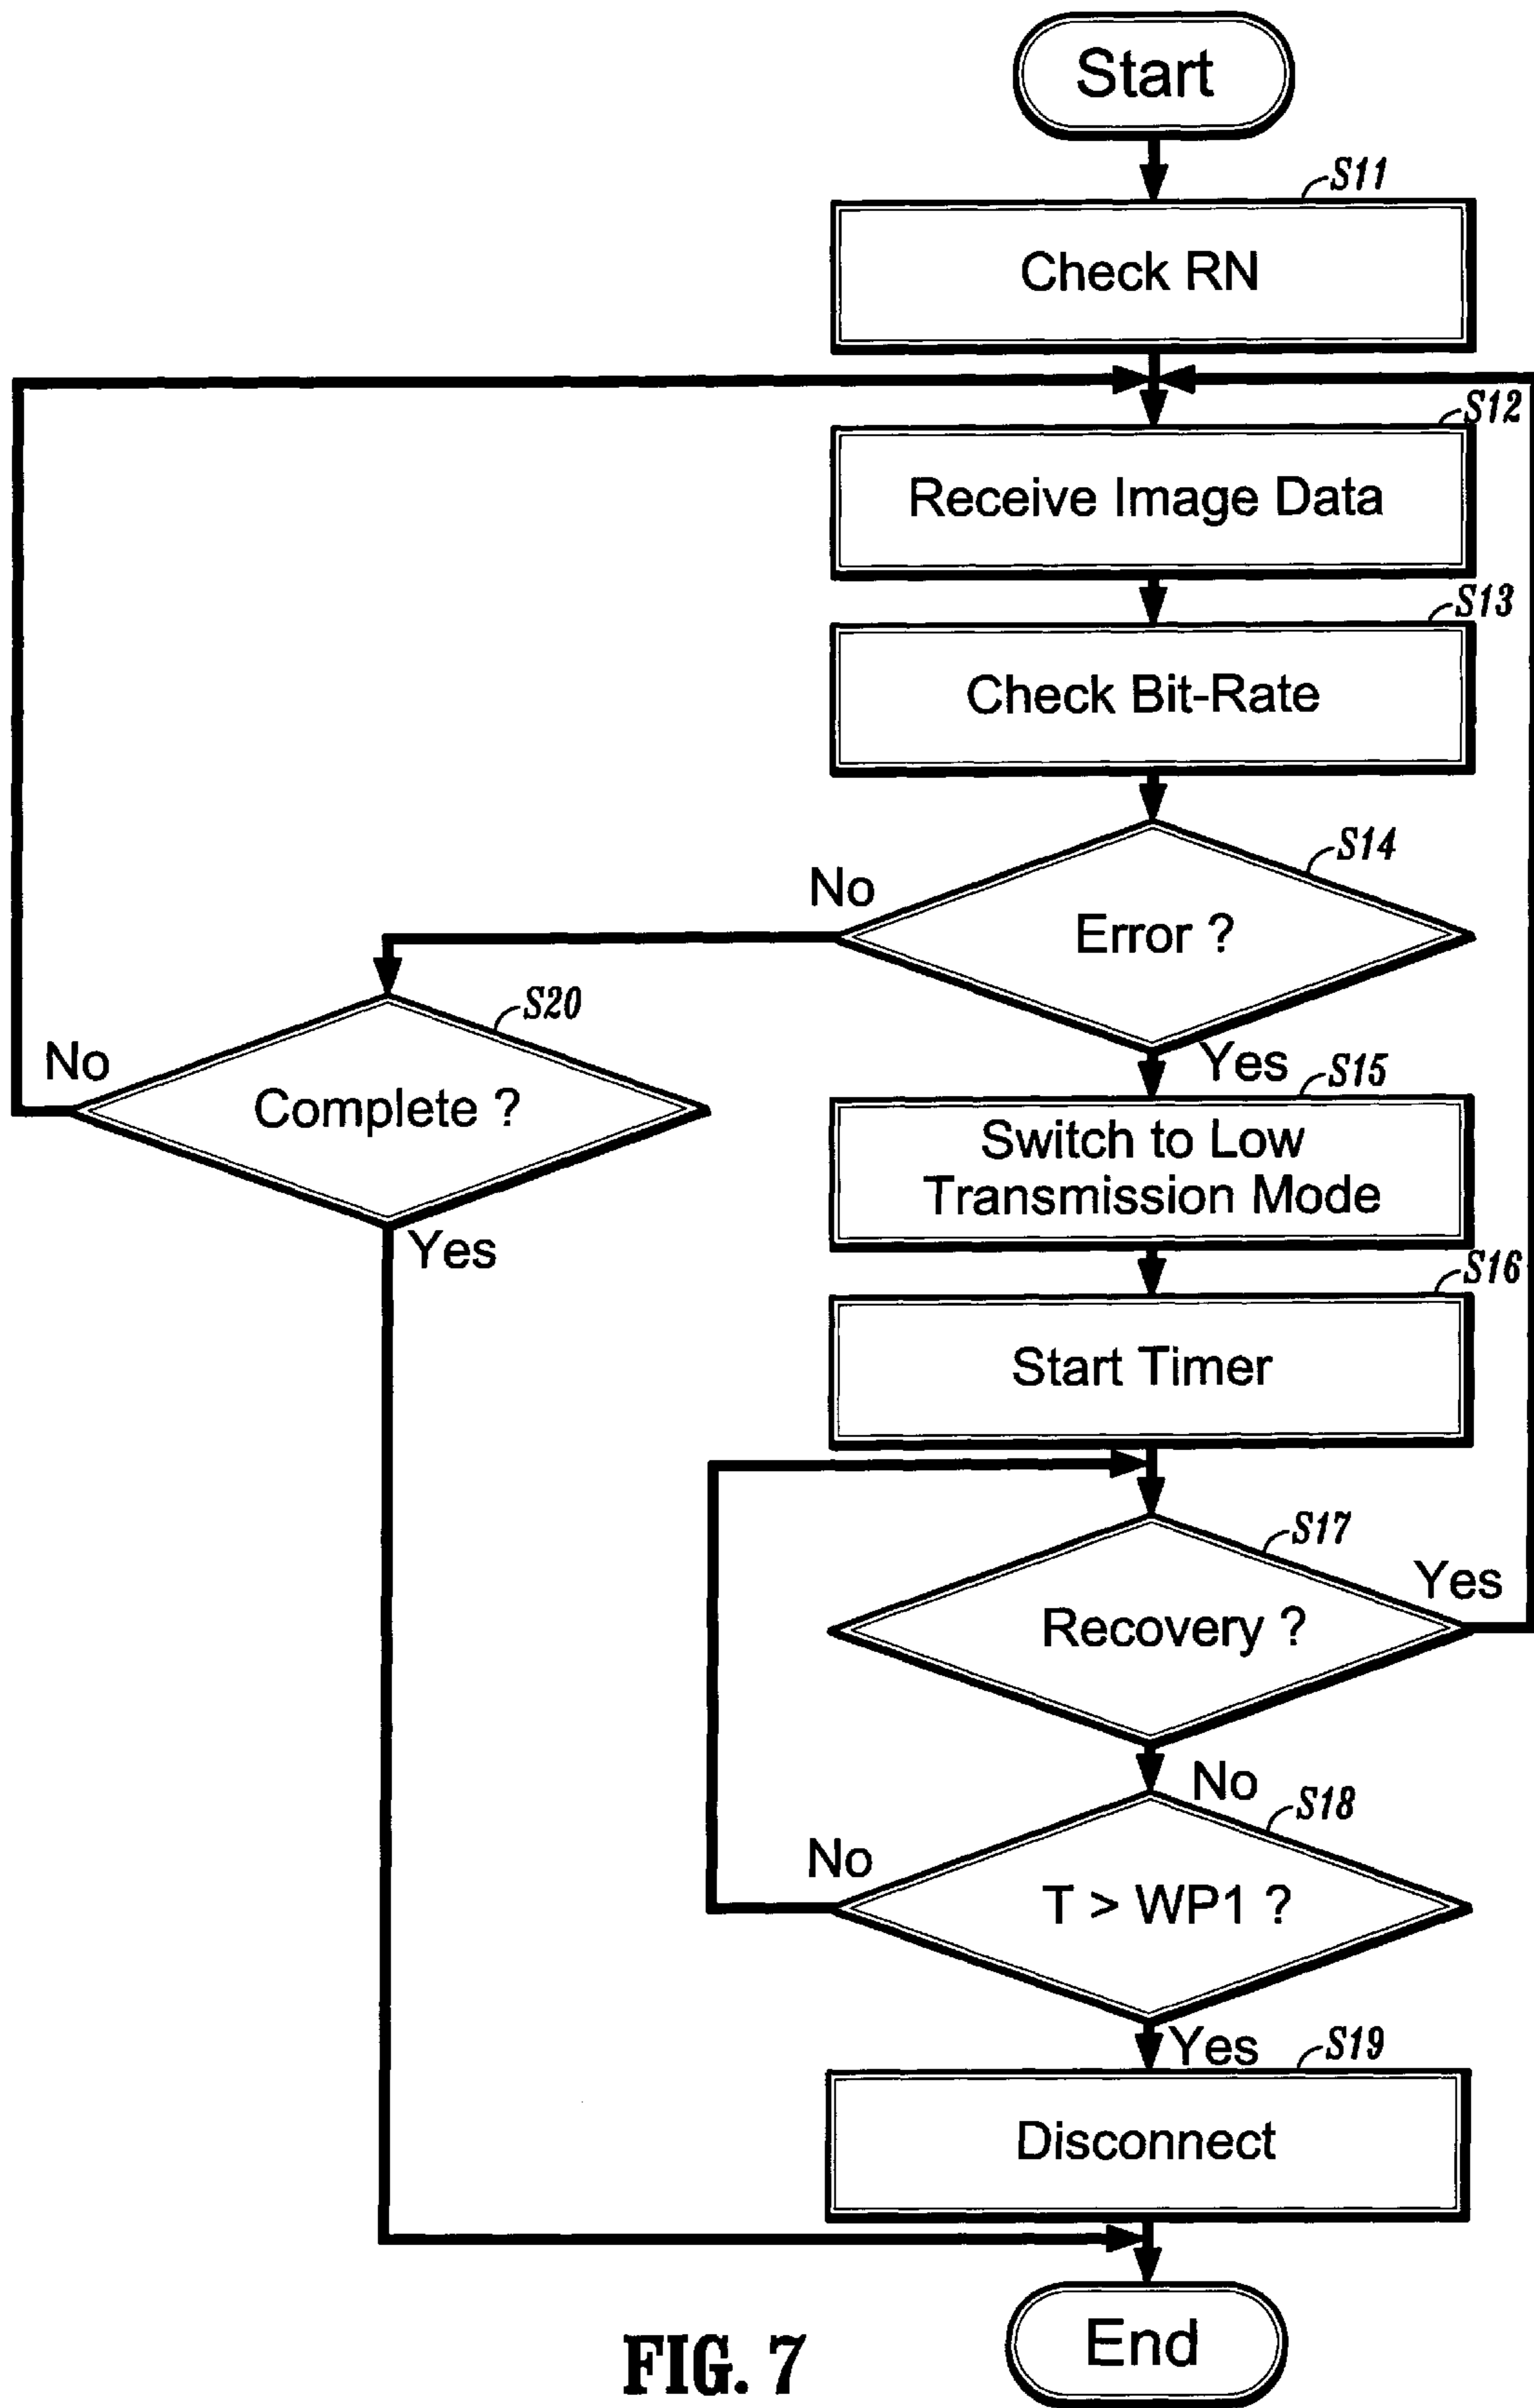 Start
S11
Check RN
S12
Receive Image Data
S13
Check Bit-Rate
S14
No
Error ?
S20
No
Complete ?
Yes
Yes
S15
Switch to Low
Transmission Mode
S16
Start Timer
S17
Yes
Recovery ?
No
S18
No
T > WP1 ?
Yes
S19
Disconnect
End
FIG. 7